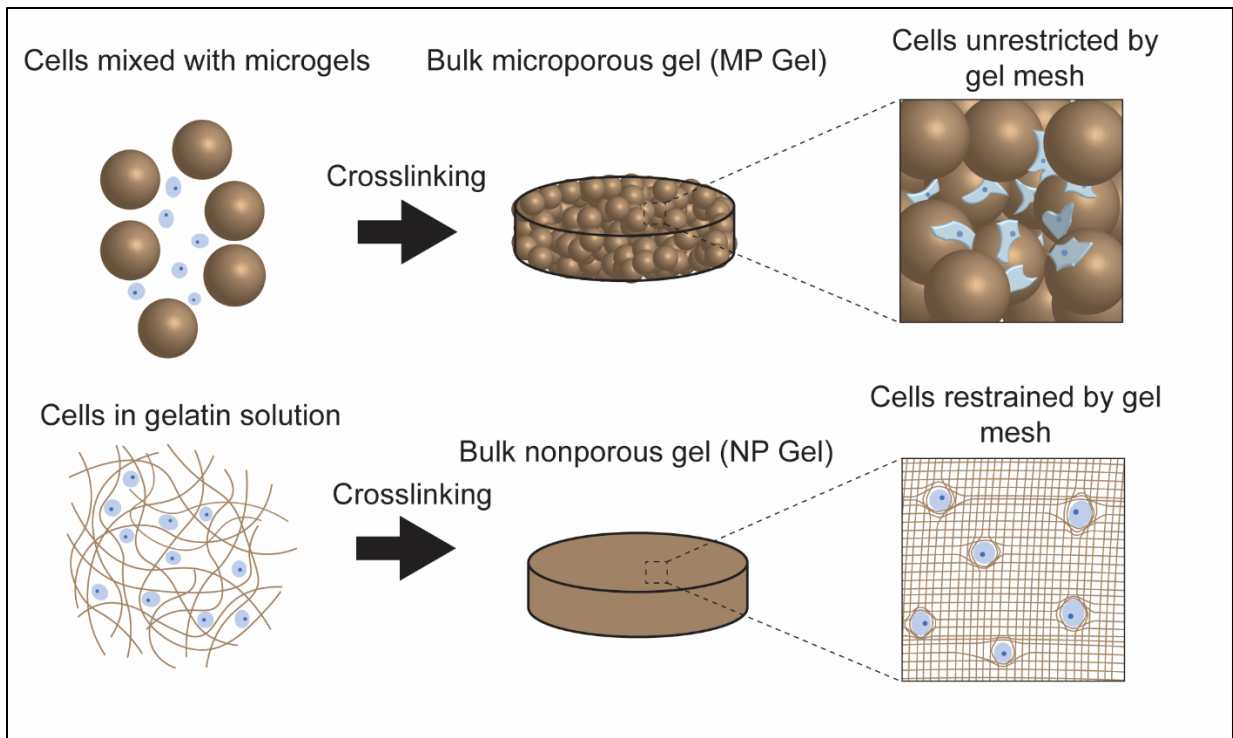 Cells mixed with microgels
Crosslinking
Bulk microporous gel (MP Gel)
Cells unrestricted by
gel mesh
Cells in gelatin solution
Crosslinking
Bulk nonporous gel (NP Gel)
Cells restrained by gel
mesh